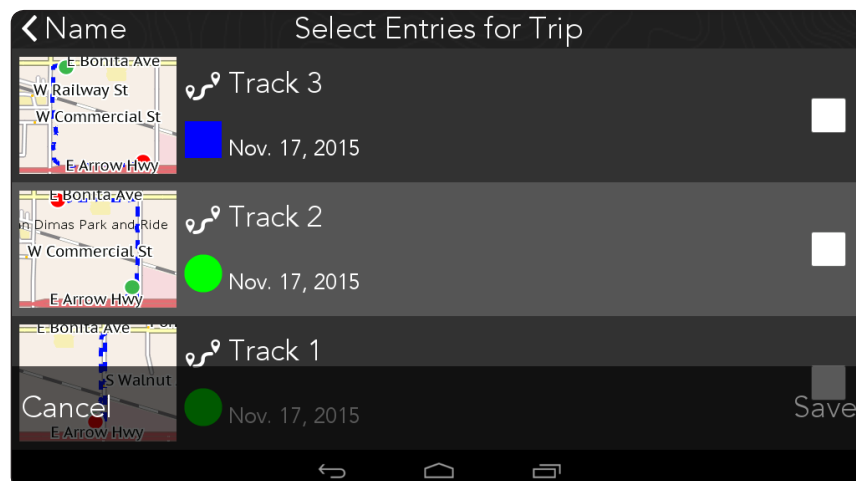 Name
Select Entries for Trip
E Bonita Ave
W Railway St
W Commercial St
E Arrow Hwy
Track 3
Nov. 17, 2015
E Bonita Ave
n Dimas Park and Ride
W Commercial St
E Arrow Hwy
Track 2
Nov. 17, 2015
E Bonita Ave
S Walnut
E Arrow Hwy
Track 1
Nov. 17, 2015
Cancel
Save